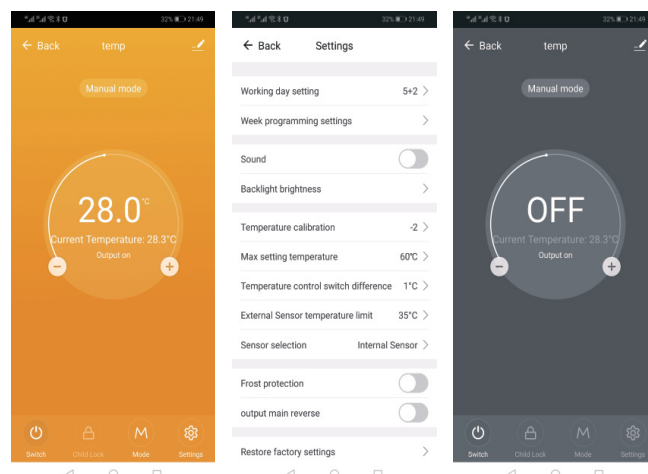 32% 21:49
← Back temp
Manual mode
28.0°C
Current Temperature: 28.3°C
Output on
−
+
Switch
Child Lock
M
Mode
Settings
32% 21:49
← Back Settings
Working day setting 5+2 >
Week programming settings >
Sound
Backlight brightness >
Temperature calibration -2 >
Max setting temperature 60°C >
Temperature control switch difference 1°C >
External Sensor temperature limit 35°C >
Sensor selection Internal Sensor >
Frost protection
output main reverse
Restore factory settings >
32% 21:49
← Back temp
Manual mode
OFF
Current Temperature: 28.3°C
Output on
−
+
Switch
Child Lock
M
Mode
Settings